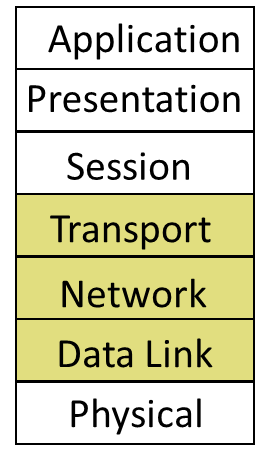 Application
Presentation
Session
Transport
Network
Data Link
Physical